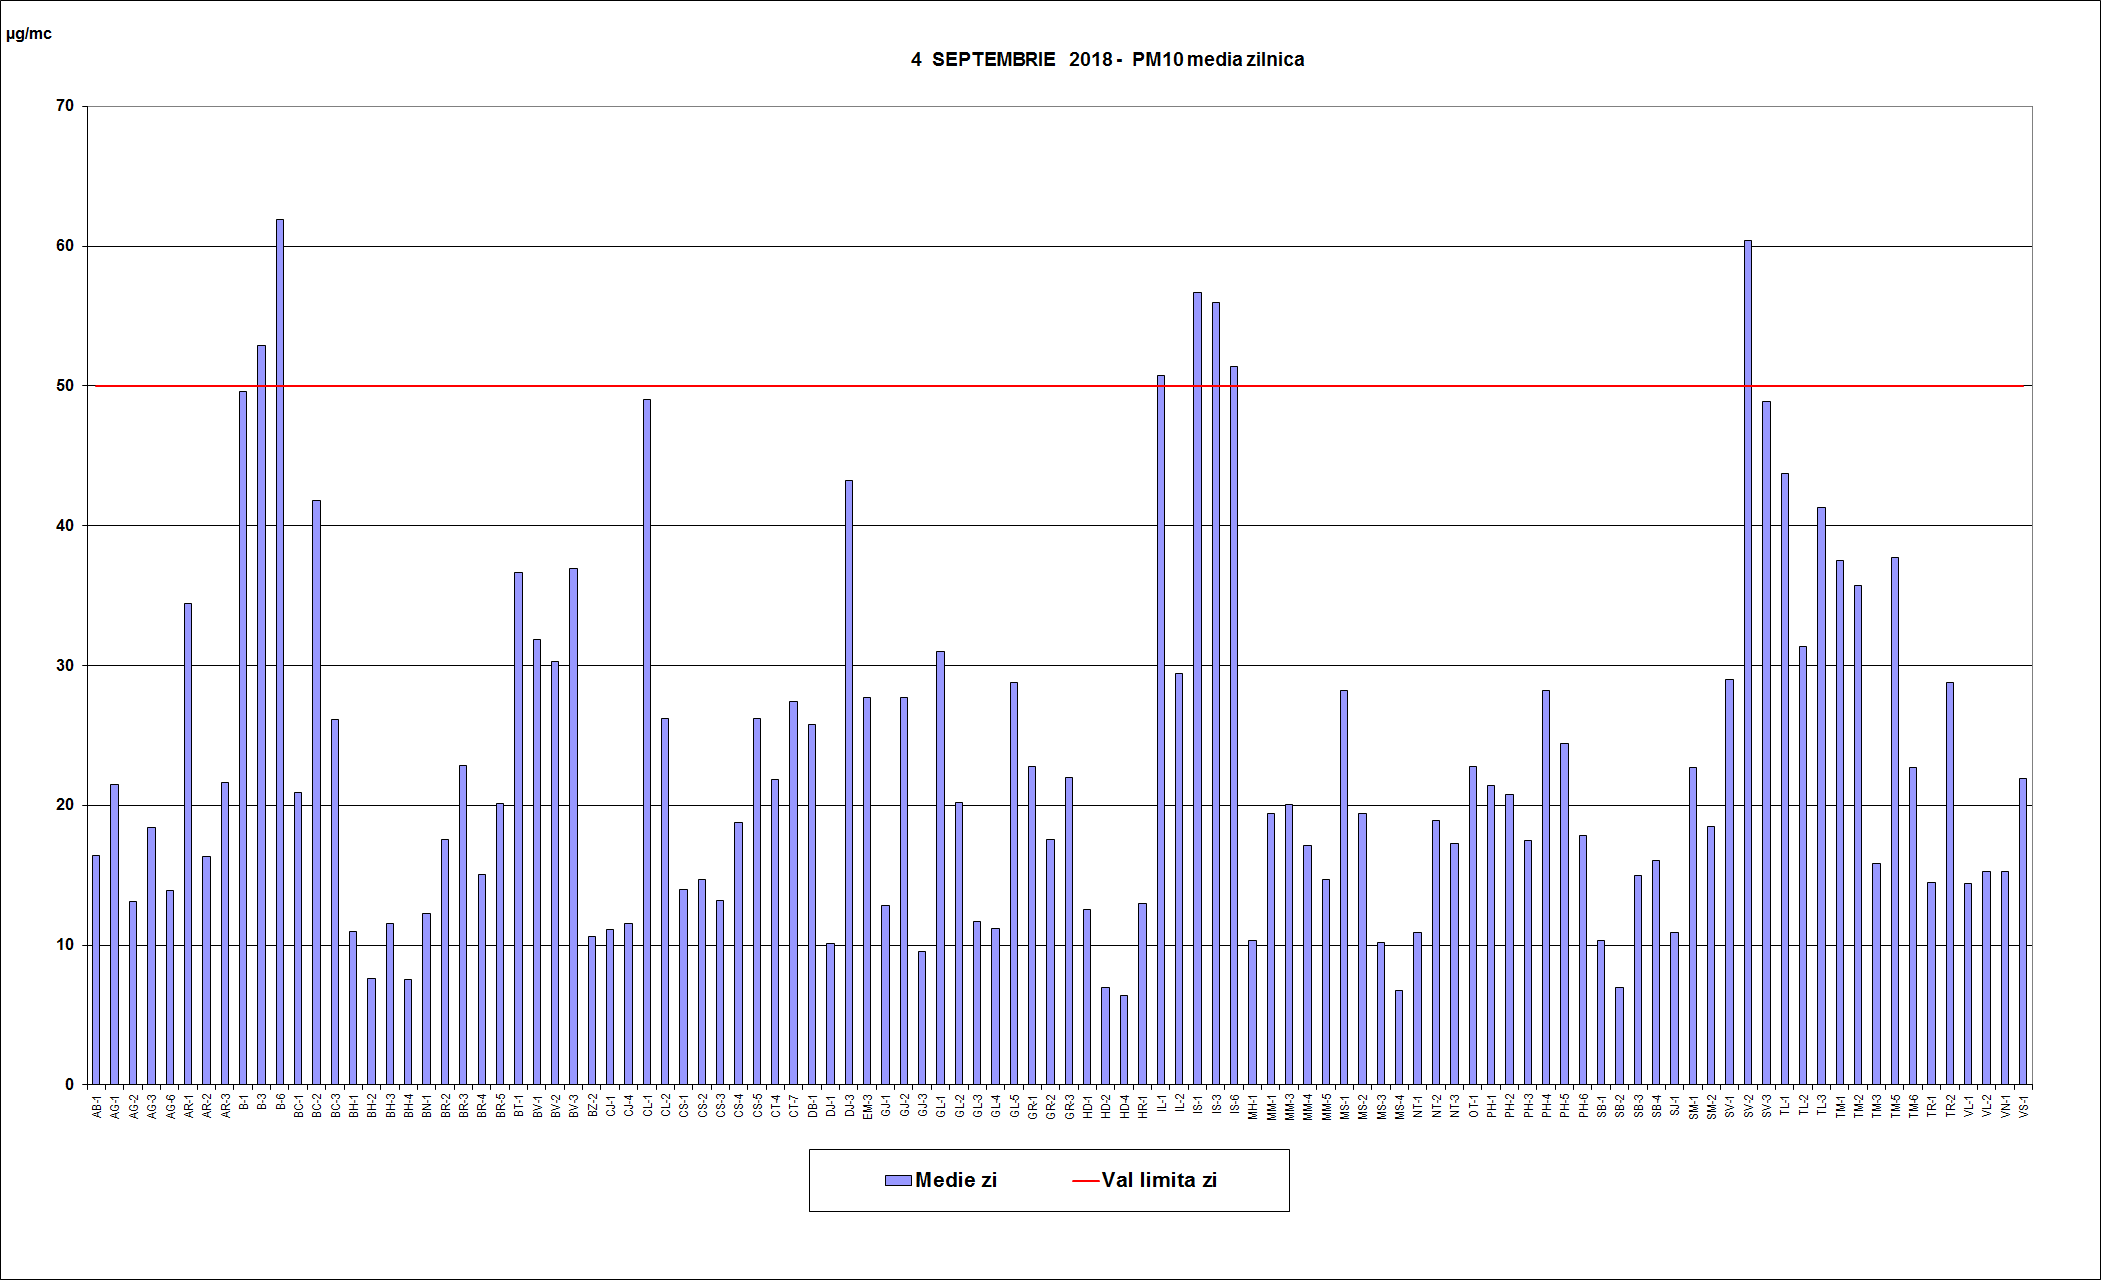 µg/mc
4 SEPTEMBRIE 2018 - PM10 media zilnica
70
60
50
40
30
20
10
0
AB-1 AG-1 AG-2 AG-3 AG-6 AR-1 AR-2 AR-3 B-1 B-3 B-6 BC-1 BC-2 BC-3 BH-1 BH-2 BH-3 BH-4 BN-1 BR-2 BR-3 BR-4 BR-5 BT-1 BV-1 BV-2 BV-3 BZ-2 CJ-1 CJ-4 CL-1 CL-2 CS-1 CS-2 CS-3 CS-4 CS-5 CT-4 CT-7 DB-1 DJ-1 DJ-3 EM-3 GJ-1 GJ-2 GJ-3 GL-1 GL-2 GL-3 GL-4 GL-5 GR-1 GR-2 GR-3 HD-1 HD-2 HD-4 HR-1 IL-1 IL-2 IS-1 IS-3 IS-6 MH-1 MM-1 MM-3 MM-4 MM-5 MS-1 MS-2 MS-3 MS-4 NT-1 NT-2 NT-3 OT-1 PH-1 PH-2 PH-3 PH-4 PH-5 PH-6 SB-1 SB-2 SB-3 SB-4 SJ-1 SM-1 SM-2 SV-1 SV-2 SV-3 TL-1 TL-2 TL-3 TM-1 TM-2 TM-3 TM-5 TM-6 TR-1 TR-2 VL-1 VL-2 VN-1 VS-1
Medie zi Val limita zi